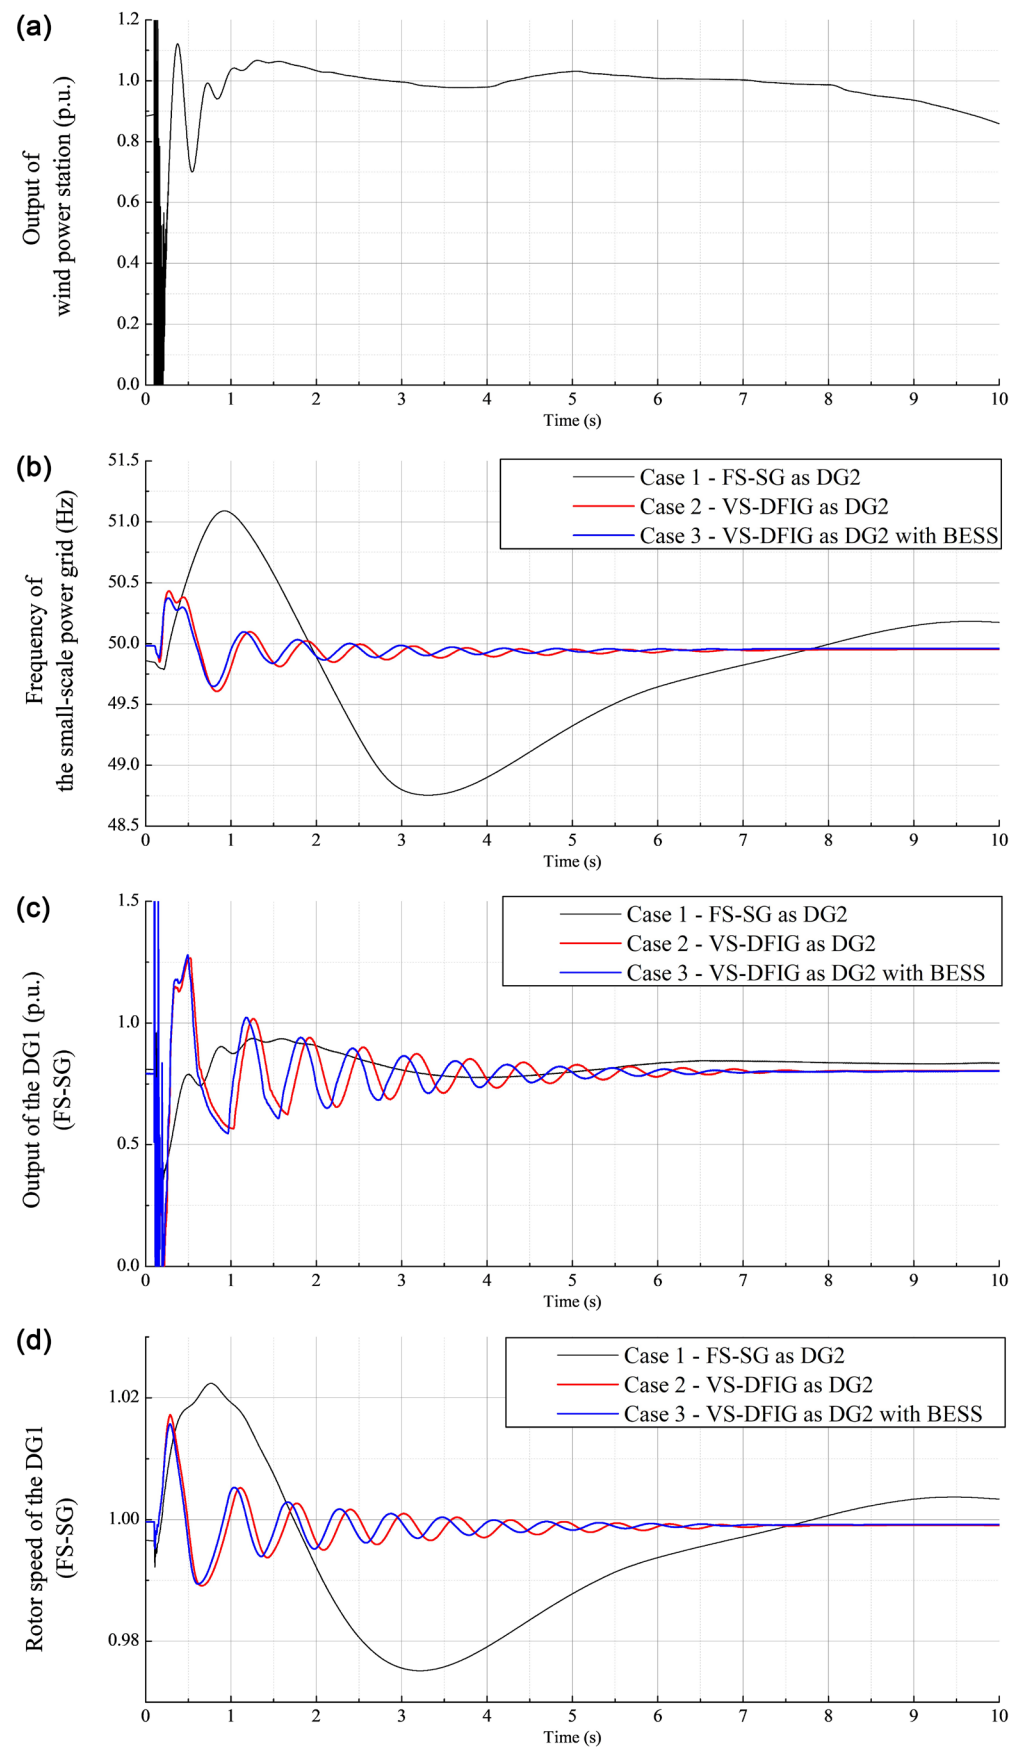 (a)
Output of
wind power station (p.u.)
1.2
1.0
0.8
0.6
0.4
0.2
0.0
0 1 2 3 4 5 6 7 8 9 10
Time (s)
(b)
Frequency of
the small-scale power grid (Hz)
51.5
51.0
50.5
50.0
49.5
49.0
48.5
Case 1 - FS-SG as DG2
Case 2 - VS-DFIG as DG2
Case 3 - VS-DFIG as DG2 with BESS
0 1 2 3 4 5 6 7 8 9 10
Time (s)
(c)
Output of the DG1 (p.u.)
(FS-SG)
1.5
1.0
0.5
0.0
Case 1 - FS-SG as DG2
Case 2 - VS-DFIG as DG2
Case 3 - VS-DFIG as DG2 with BESS
0 1 2 3 4 5 6 7 8 9 10
Time (s)
(d)
Rotor speed of the DG1
(FS-SG)
1.02
1.00
0.98
Case 1 - FS-SG as DG2
Case 2 - VS-DFIG as DG2
Case 3 - VS-DFIG as DG2 with BESS
0 1 2 3 4 5 6 7 8 9 10
Time (s)